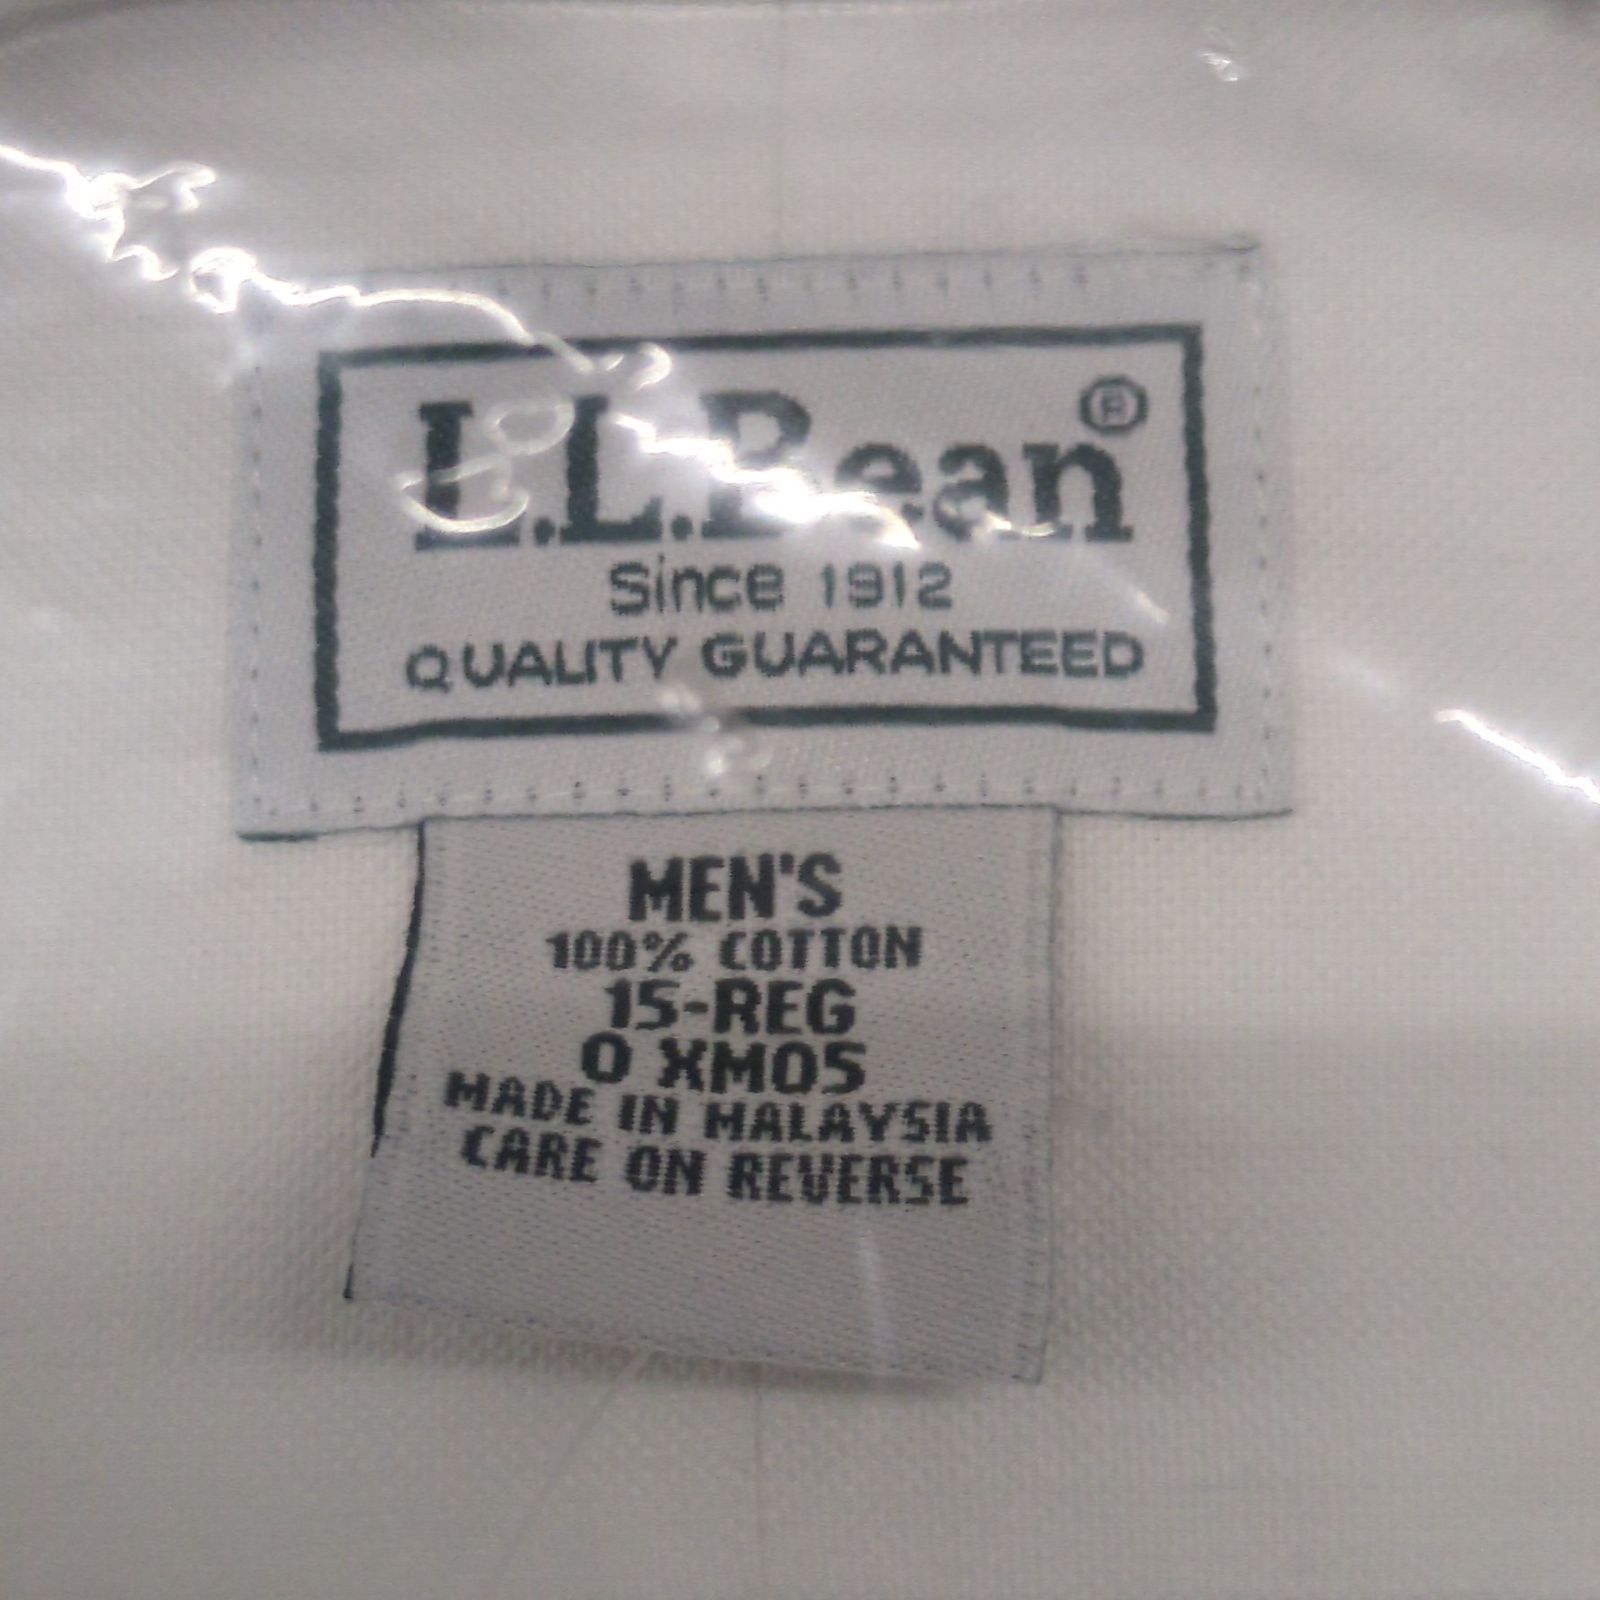 L.L.Bean®
Since 1912
QUALITY GUARANTEED
MEN'S
100% COTTON
15-REG
0 XM05
MADE IN MALAYSIA
CARE ON REVERSE